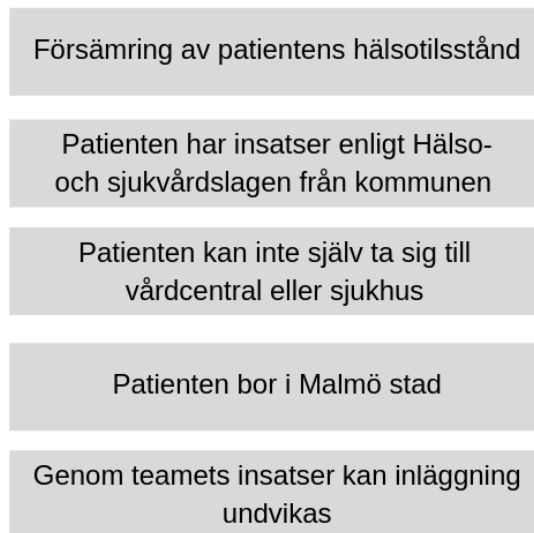 Försämring av patientens hälsotilsstånd
Patienten har insatser enligt Hälso-
och sjukvårdslagen från kommunen
Patienten kan inte själv ta sig till
vårdcentral eller sjukhus
Patienten bor i Malmö stad
Genom teamets insatser kan inläggning
undvikas